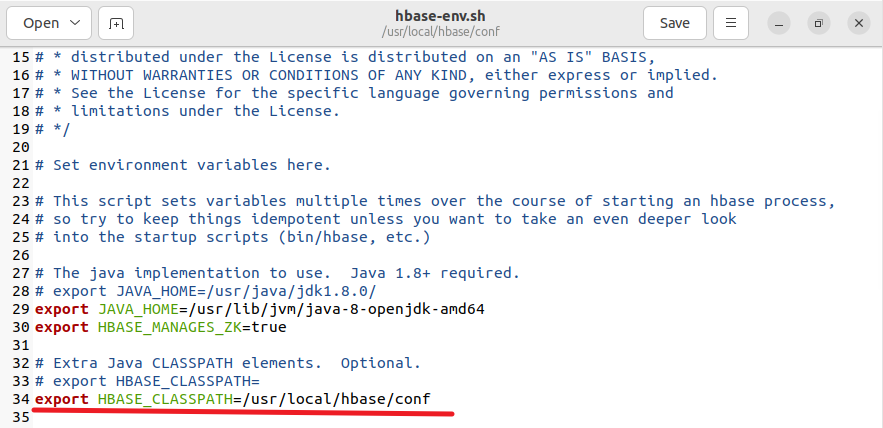 Open
hbase-env.sh
/usr/local/hbase/conf
Save
15 # * distributed under the License is distributed on an "AS IS" BASIS,
16 # * WITHOUT WARRANTIES OR CONDITIONS OF ANY KIND, either express or implied.
17 # * See the License for the specific language governing permissions and
18 # * limitations under the License.
19 # */
20
21 # Set environment variables here.
22
23 # This script sets variables multiple times over the course of starting an hbase process,
24 # so try to keep things idempotent unless you want to take an even deeper look
25 # into the startup scripts (bin/hbase, etc.)
26
27 # The java implementation to use.  Java 1.8+ required.
28 # export JAVA_HOME=/usr/java/jdk1.8.0/
29 export JAVA_HOME=/usr/lib/jvm/java-8-openjdk-amd64
30 export HBASE_MANAGES_ZK=true
31
32 # Extra Java CLASSPATH elements.  Optional.
33 # export HBASE_CLASSPATH=
34 export HBASE_CLASSPATH=/usr/local/hbase/conf
35